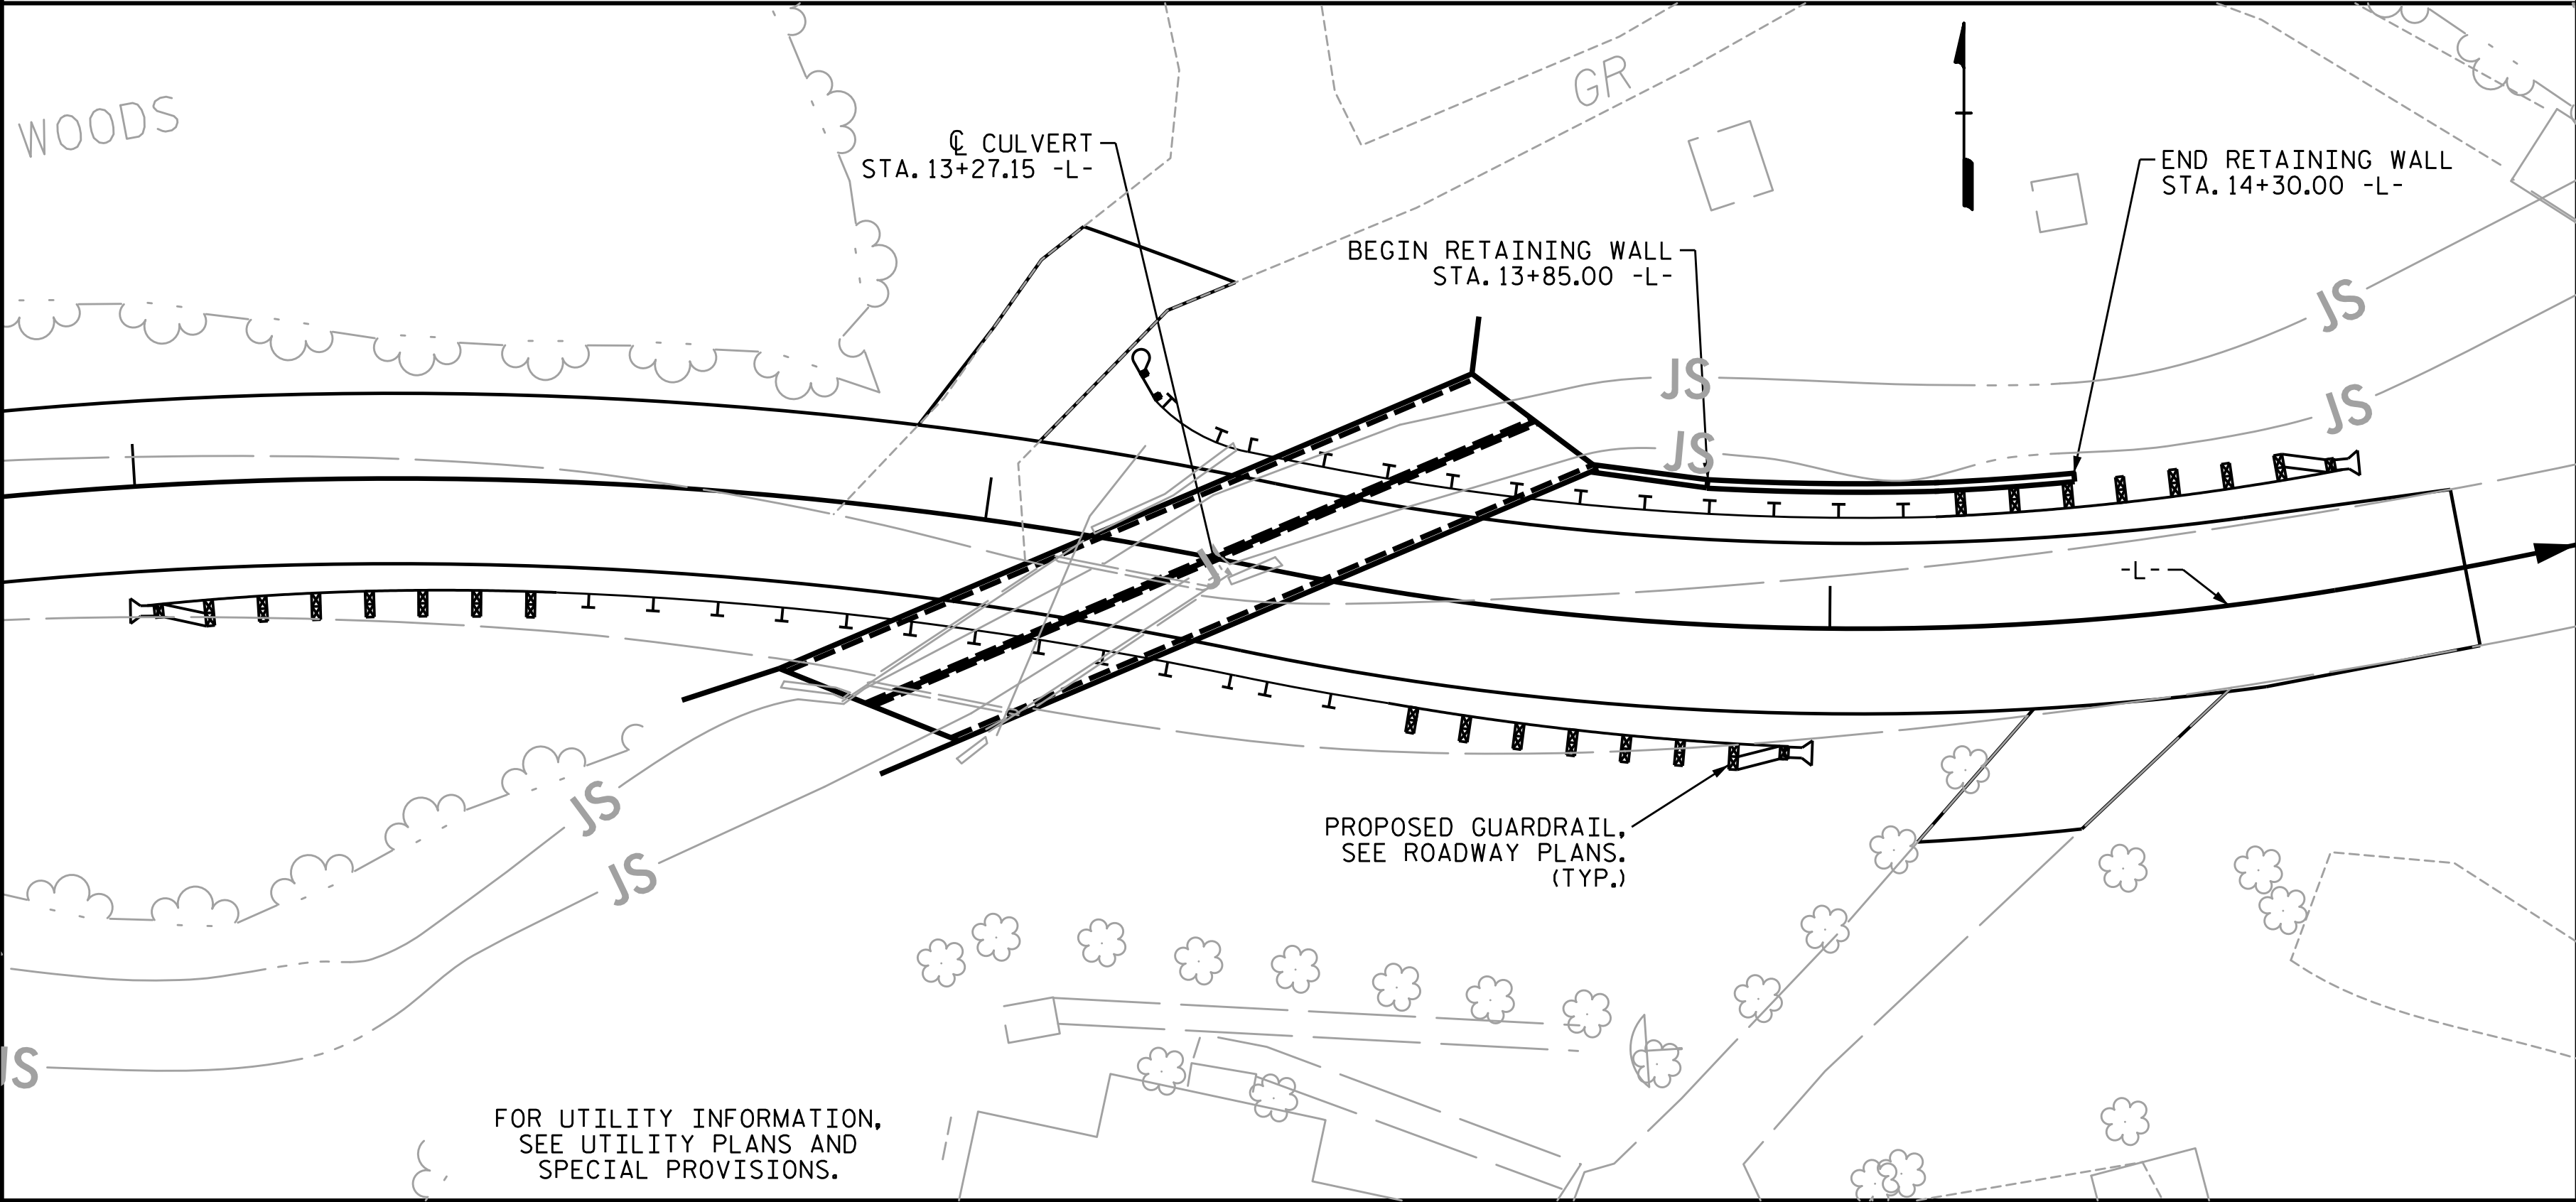 WOODS
GR
℄ CULVERT
STA. 13+27.15 -L-
END RETAINING WALL
STA. 14+30.00 -L-
BEGIN RETAINING WALL
STA. 13+85.00 -L-
JS
JS
JS
JS
J
-L-
JS
JS
JS
PROPOSED GUARDRAIL,
SEE ROADWAY PLANS.
(TYP.)
FOR UTILITY INFORMATION,
SEE UTILITY PLANS AND
SPECIAL PROVISIONS.